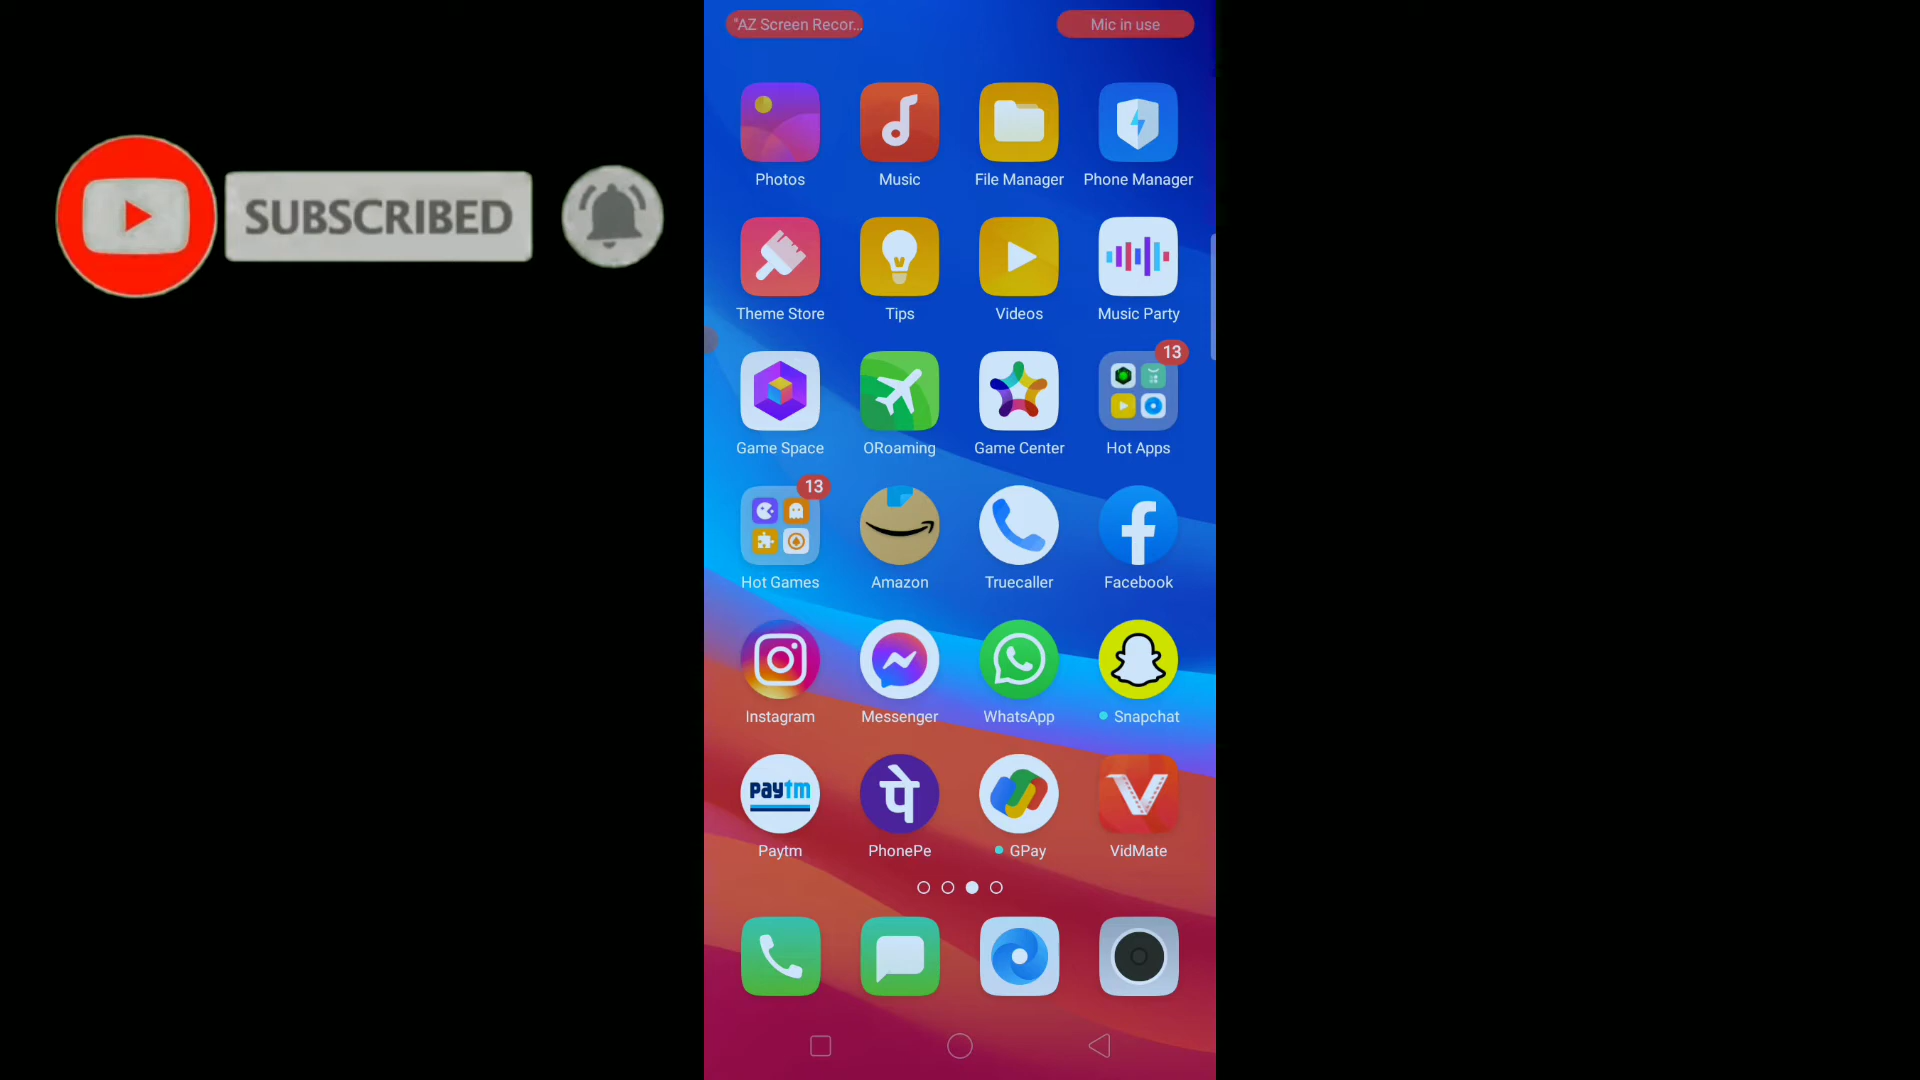 "AZ Screen Recor...
Mic in use
SUBSCRIBED
Photos
Music
File Manager
Phone Manager
Theme Store
Tips
Videos
Music Party
13
Game Space
ORoaming
Game Center
Hot Apps
13
Hot Games
Amazon
Truecaller
Facebook
Instagram
Messenger
WhatsApp
Snapchat
paytm
पे
Paytm
PhonePe
GPay
VidMate